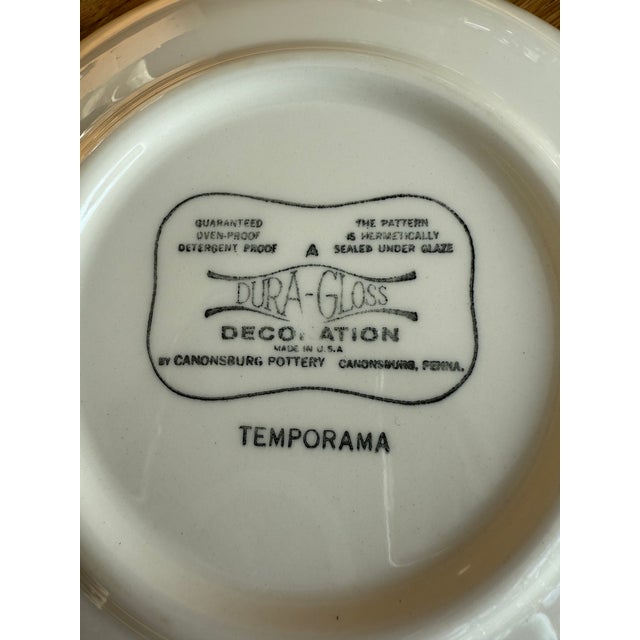 GUARANTEED
OVEN-PROOF
DETERGENT PROOF
THE PATTERN
IS HERMETICALLY
SEALED UNDER GLAZE
A
DURA-GLOSS
DECORATION
MADE IN U.S.A
BY CANONSBURG POTTERY CANONSBURG, PENNA.
TEMPORAMA